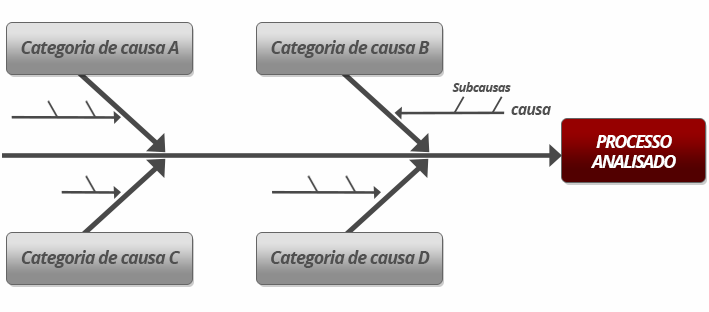 Categoria de causa A
Categoria de causa B
Subcausas
causa
PROCESSO
ANALISADO
Categoria de causa C
Categoria de causa D